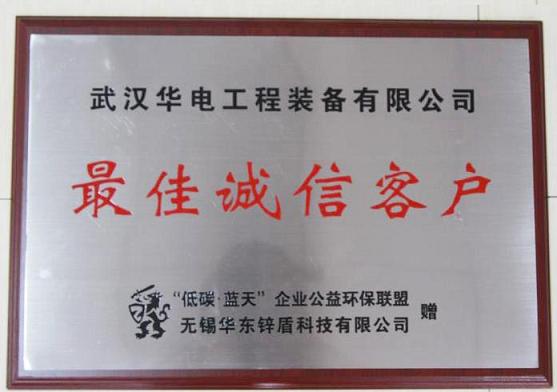 武汉华电工程装备有限公司
最佳诚信客户
“低碳·蓝天”企业公益环保联盟
无锡华东锌盾科技有限公司 赠